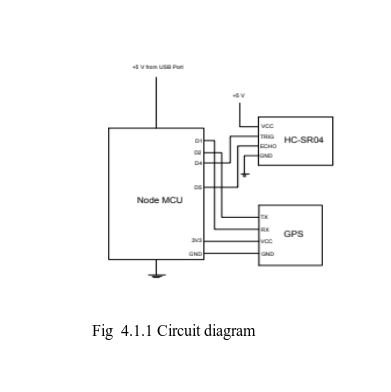 +5 V from USB Port
+5 V
VCC
TRIG
ECHO
GND
HC-SR04
D1
D2
D4
D5
3V3
GND
Node MCU
TX
RX
VCC
GND
GPS
Fig 4.1.1 Circuit diagram